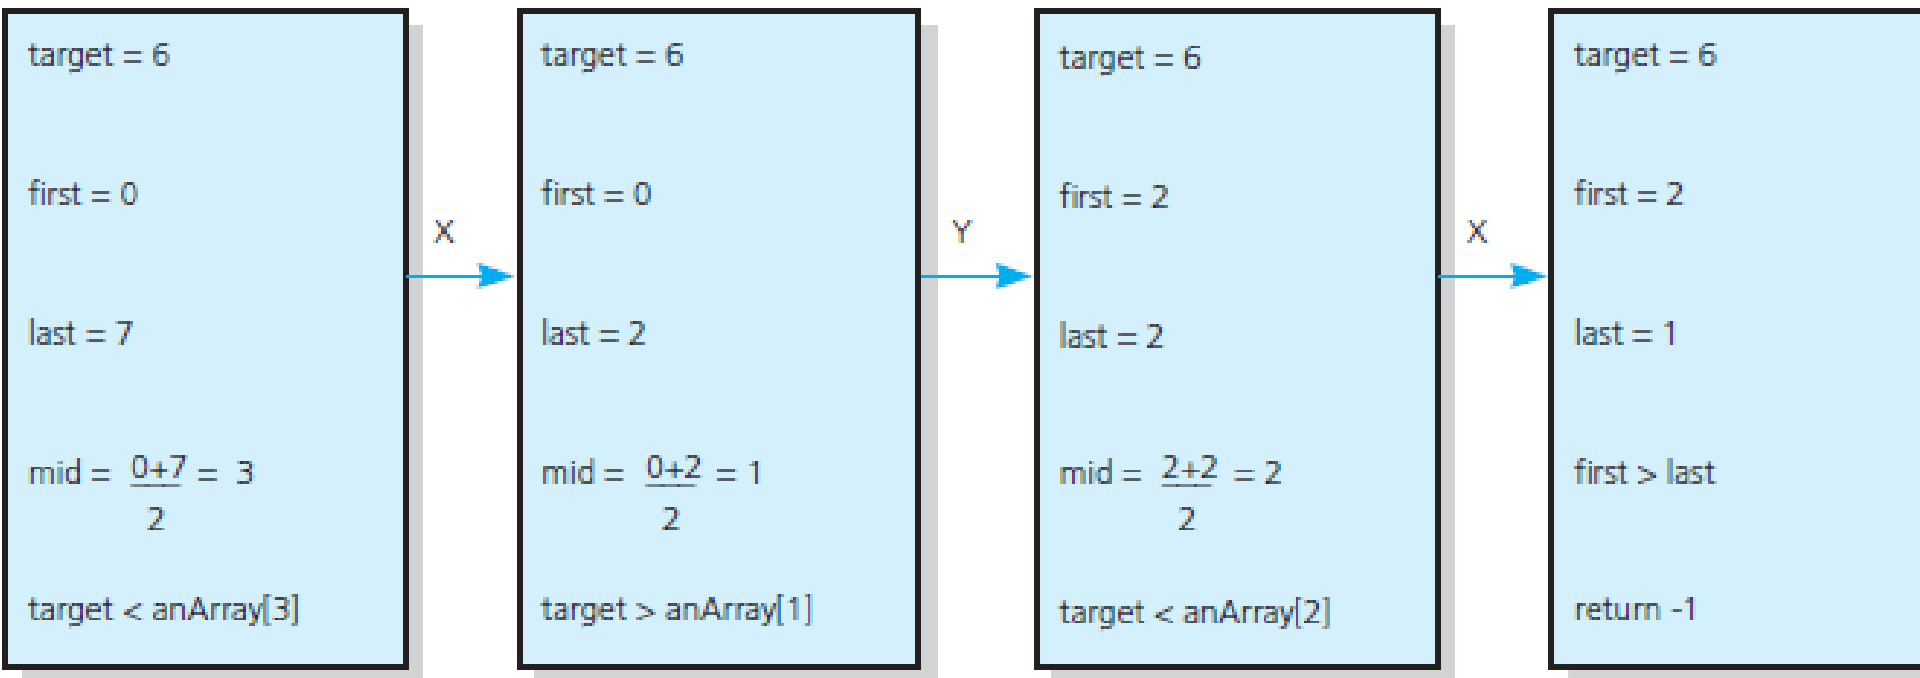 target = 6
first = 0
last = 7
mid = 0+7 = 3
2
target < anArray[3]
X
target = 6
first = 0
last = 2
mid = 0+2 = 1
2
target > anArray[1]
Y
target = 6
first = 2
last = 2
mid = 2+2 = 2
2
target < anArray[2]
X
target = 6
first = 2
last = 1
first > last
return -1